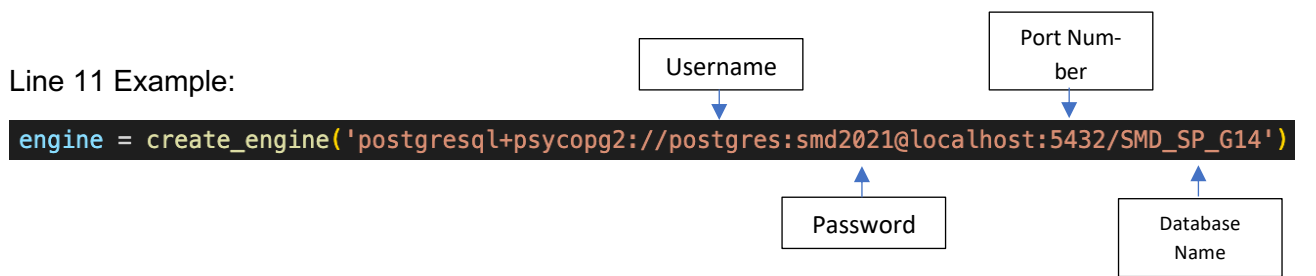 Username
Port Num-
ber
Line 11 Example:
engine = create_engine('postgresql+psycopg2://postgres:smd2021@localhost:5432/SMD_SP_G14')
Password
Database
Name